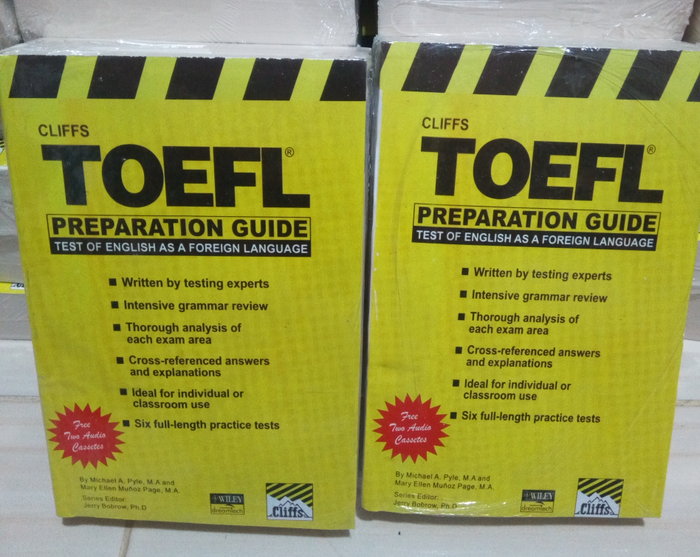 CLIFFS
TOEFL®
PREPARATION GUIDE
TEST OF ENGLISH AS A FOREIGN LANGUAGE
■ Written by testing experts
■ Intensive grammar review
■ Thorough analysis of
each exam area
■ Cross-referenced answers
and explanations
■ Ideal for individual or
classroom use
■ Six full-length practice tests
Free
Two Audio
Cassetes
By Michael A. Pyle, M.A and
Mary Ellen Muñoz Page, M.A.
Series Editor:
Jerry Bobrow, Ph.D
WILEY
dreamtech
Cliffs
CLIFFS
TOEFL®
PREPARATION GUIDE
TEST OF ENGLISH AS A FOREIGN LANGUAGE
■ Written by testing experts
■ Intensive grammar review
■ Thorough analysis of
each exam area
■ Cross-referenced answers
and explanations
■ Ideal for individual or
classroom use
■ Six full-length practice tests
Free
Two Audio
Cassetes
By Michael A. Pyle, M.A and
Mary Ellen Muñoz Page, M.A.
Series Editor:
Jerry Bobrow, Ph.D
WILEY
dreamtech
Cliffs